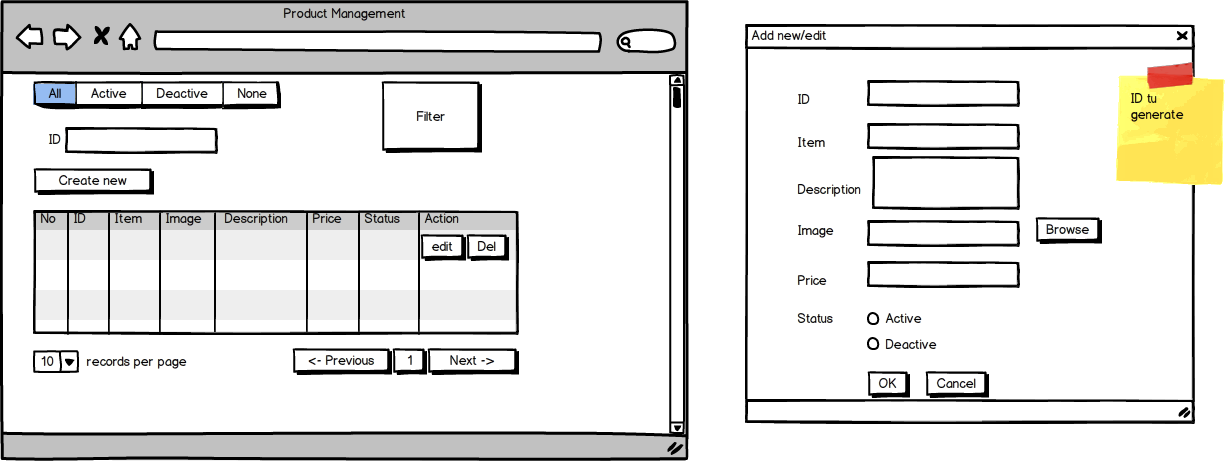 Product Management
All Active Deactive None
ID
Filter
Create new
No ID Item Image Description Price Status Action
edit Del
10 records per page
<- Previous 1 Next ->
Add new/edit
ID
Item
Description
Image Browse
Price
Status Active
Deactive
OK Cancel
ID tu
generate